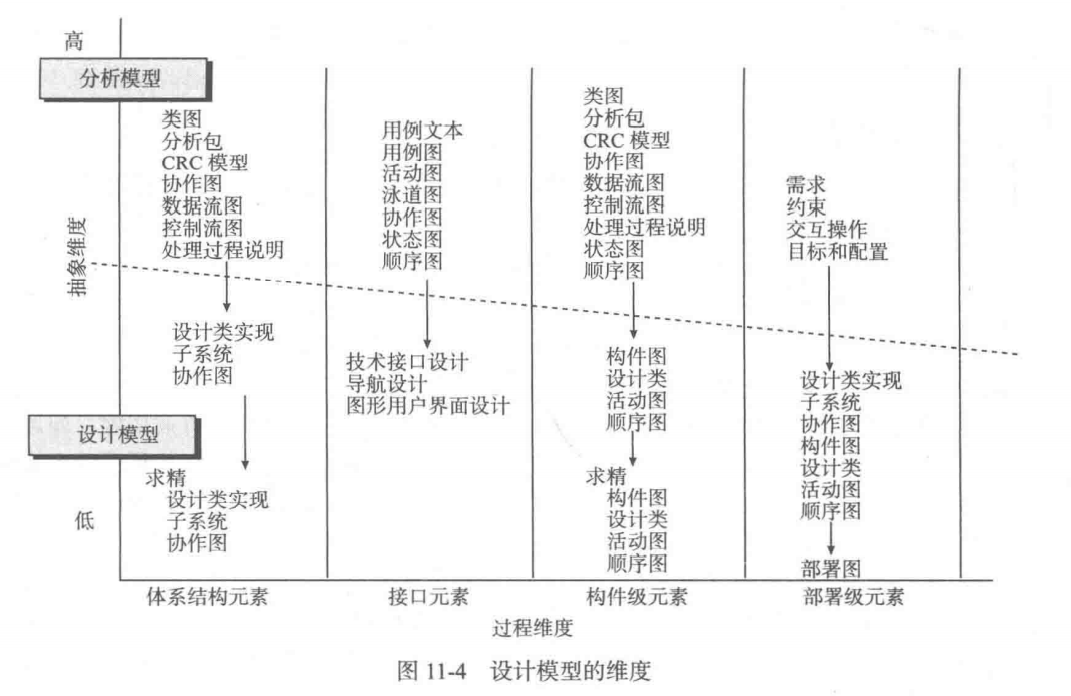 高
分析模型
类图
分析包
CRC 模型
协作图
数据流图
控制流图
处理过程说明
设计类实现
子系统
协作图
求精
设计类实现
子系统
协作图
用例文本
用例图
活动图
泳道图
协作图
状态图
顺序图
技术接口设计
导航设计
图形用户界面设计
类图
分析包
CRC 模型
协作图
数据流图
控制流图
处理过程说明
状态图
顺序图
构件图
设计类
活动图
顺序图
求精
构件图
设计类
活动图
顺序图
需求
约束
交互操作
目标和配置
设计类实现
子系统
协作图
构件图
设计类
活动图
顺序图
部署图
抽象维度
设计模型
低
体系结构元素
接口元素
构件级元素
部署级元素
过程维度
图 11-4 设计模型的维度